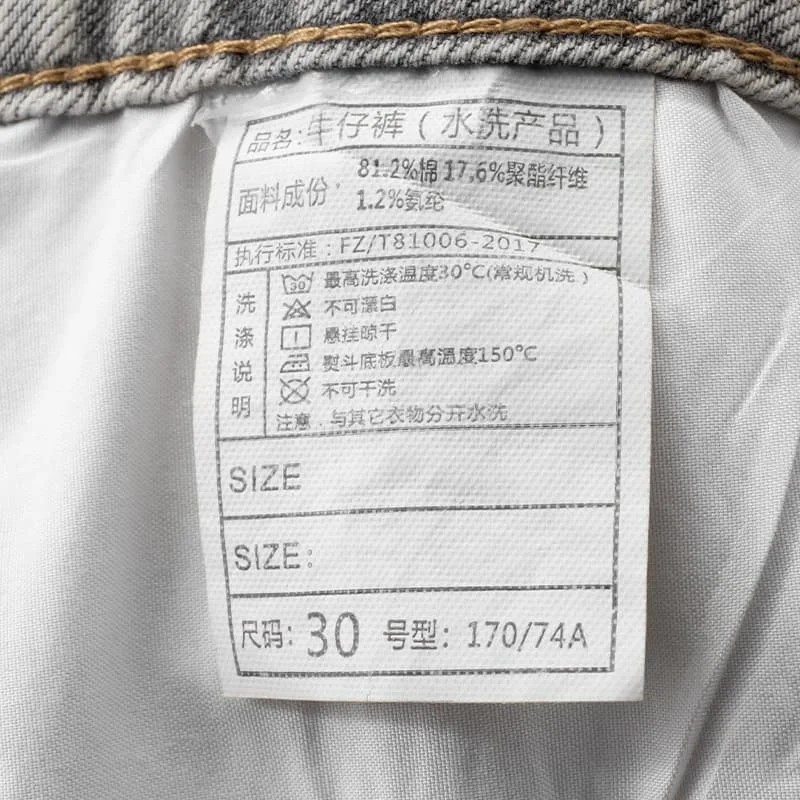 品名:牛仔裤(水洗产品)
面料成份, 81.2%棉 17.6%聚酯纤维
1.2%氨纶
执行标准:FZ/T81006-2017
洗涤说明
30 最高洗涤温度30℃(常规机洗)
不可漂白
悬挂晾干
熨斗底板最高温度150℃
不可干洗
注意.与其它衣物分开水洗
SIZE
SIZE:
尺码:30 号型:170/74A